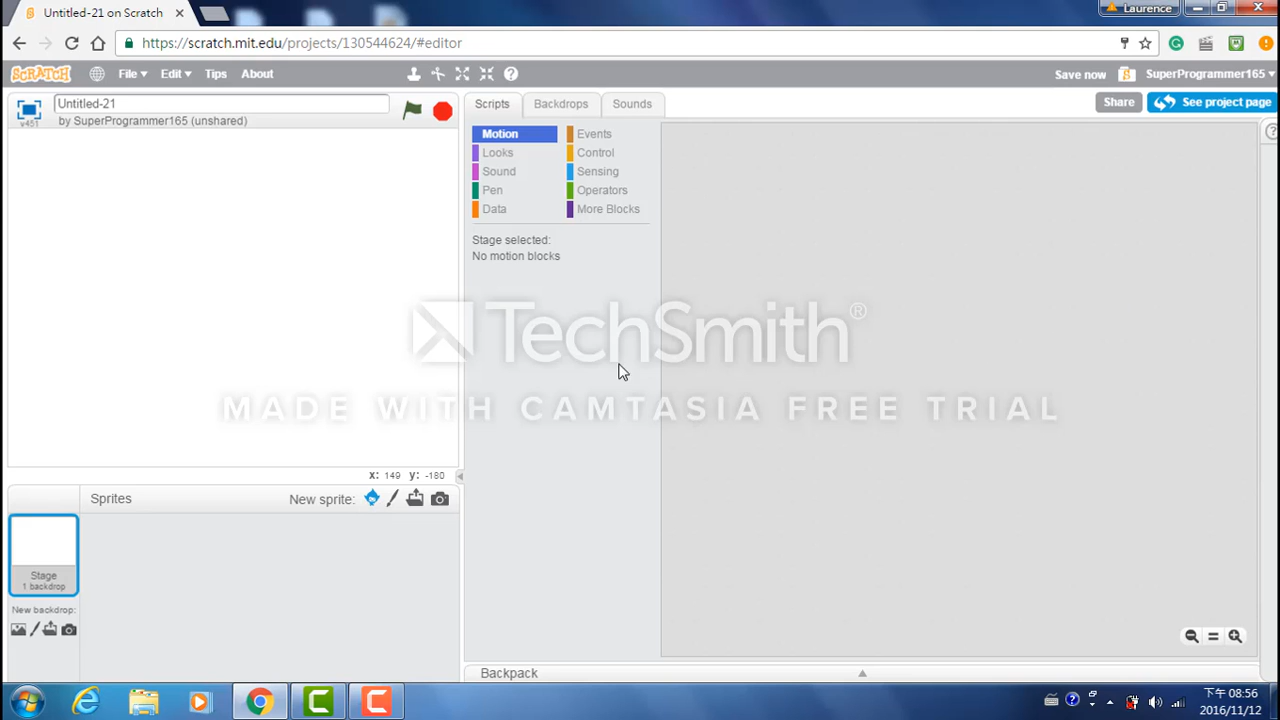 Untitled-21 on Scratch
Laurence
https://scratch.mit.edu/projects/130544624/#editor
SCRATCH
File Edit Tips About
Save now
SuperProgrammer165
Untitled-21
by SuperProgrammer165 (unshared)
v451
Scripts Backdrops Sounds
Share
See project page
Motion Events
Looks Control
Sound Sensing
Pen Operators
Data More Blocks
Stage selected:
No motion blocks
TechSmith®
MADE WITH CAMTASIA FREE TRIAL
x: 149 y: -180
Sprites
New sprite:
Stage
1 backdrop
New backdrop:
Backpack
下午 08:56
2016/11/12